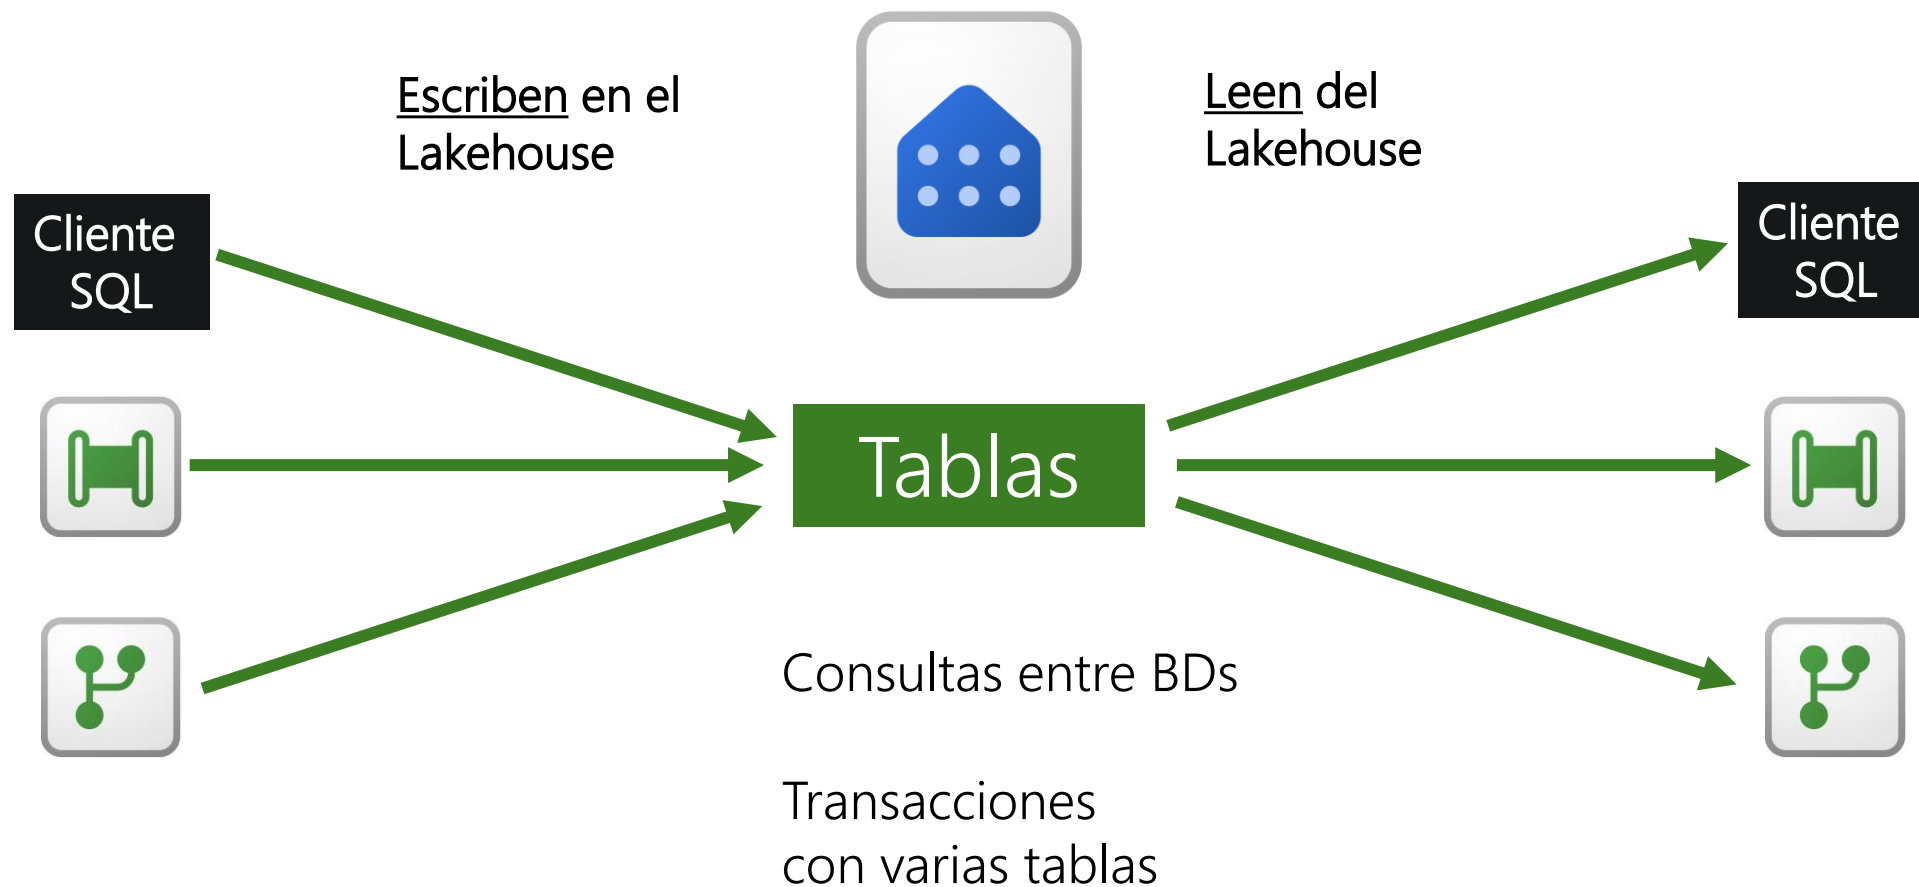 Escriben en el
Lakehouse
Leen del
Lakehouse
Cliente
SQL
Cliente
SQL
Tablas
Consultas entre BDs
Transacciones
con varias tablas